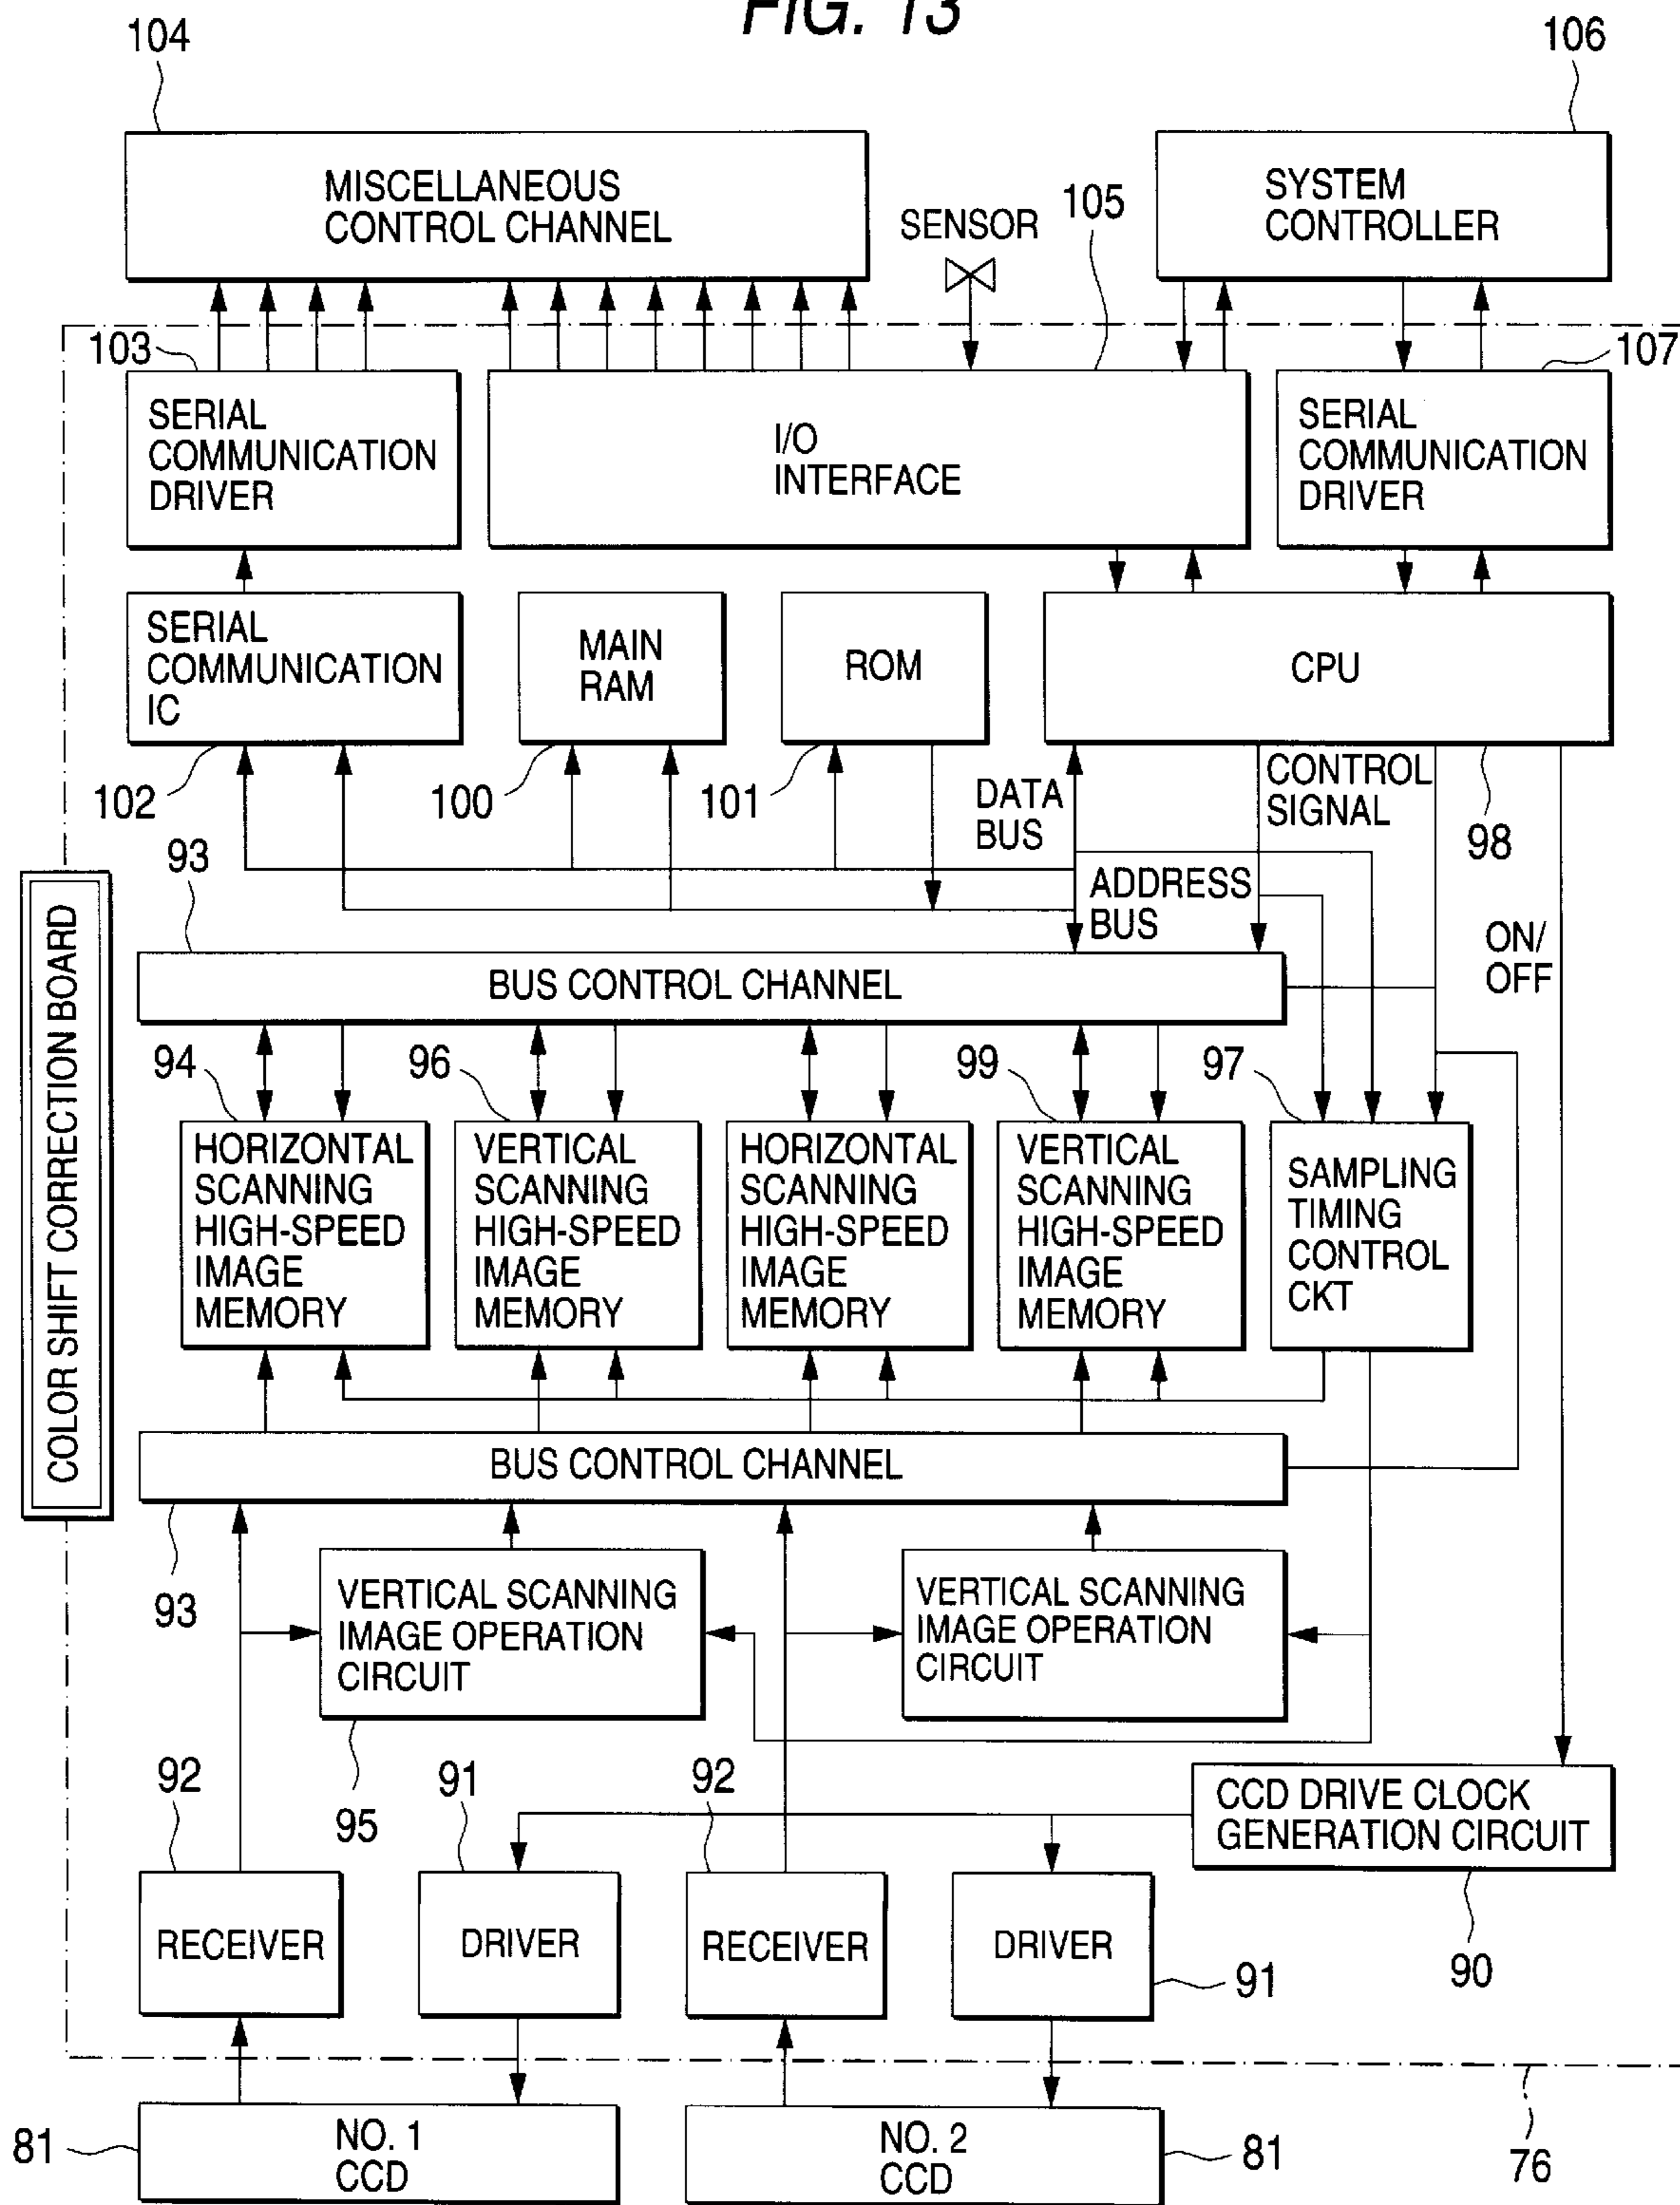 FIG. 13
104
106
MISCELLANEOUS
CONTROL CHANNEL
SENSOR
105
SYSTEM
CONTROLLER
103
107
SERIAL
COMMUNICATION
DRIVER
I/O
INTERFACE
SERIAL
COMMUNICATION
DRIVER
SERIAL
COMMUNICATION
IC
MAIN
RAM
ROM
CPU
102
100
101
DATA
BUS
CONTROL
SIGNAL
98
93
ADDRESS
BUS
ON/
OFF
COLOR SHIFT CORRECTION BOARD
BUS CONTROL CHANNEL
94
96
99
97
HORIZONTAL
SCANNING
HIGH-SPEED
IMAGE
MEMORY
VERTICAL
SCANNING
HIGH-SPEED
IMAGE
MEMORY
HORIZONTAL
SCANNING
HIGH-SPEED
IMAGE
MEMORY
VERTICAL
SCANNING
HIGH-SPEED
IMAGE
MEMORY
SAMPLING
TIMING
CONTROL
CKT
BUS CONTROL CHANNEL
93
VERTICAL SCANNING
IMAGE OPERATION
CIRCUIT
VERTICAL SCANNING
IMAGE OPERATION
CIRCUIT
92
91
92
95
CCD DRIVE CLOCK
GENERATION CIRCUIT
RECEIVER
DRIVER
RECEIVER
DRIVER
90
91
81
NO. 1
CCD
NO. 2
CCD
81
76